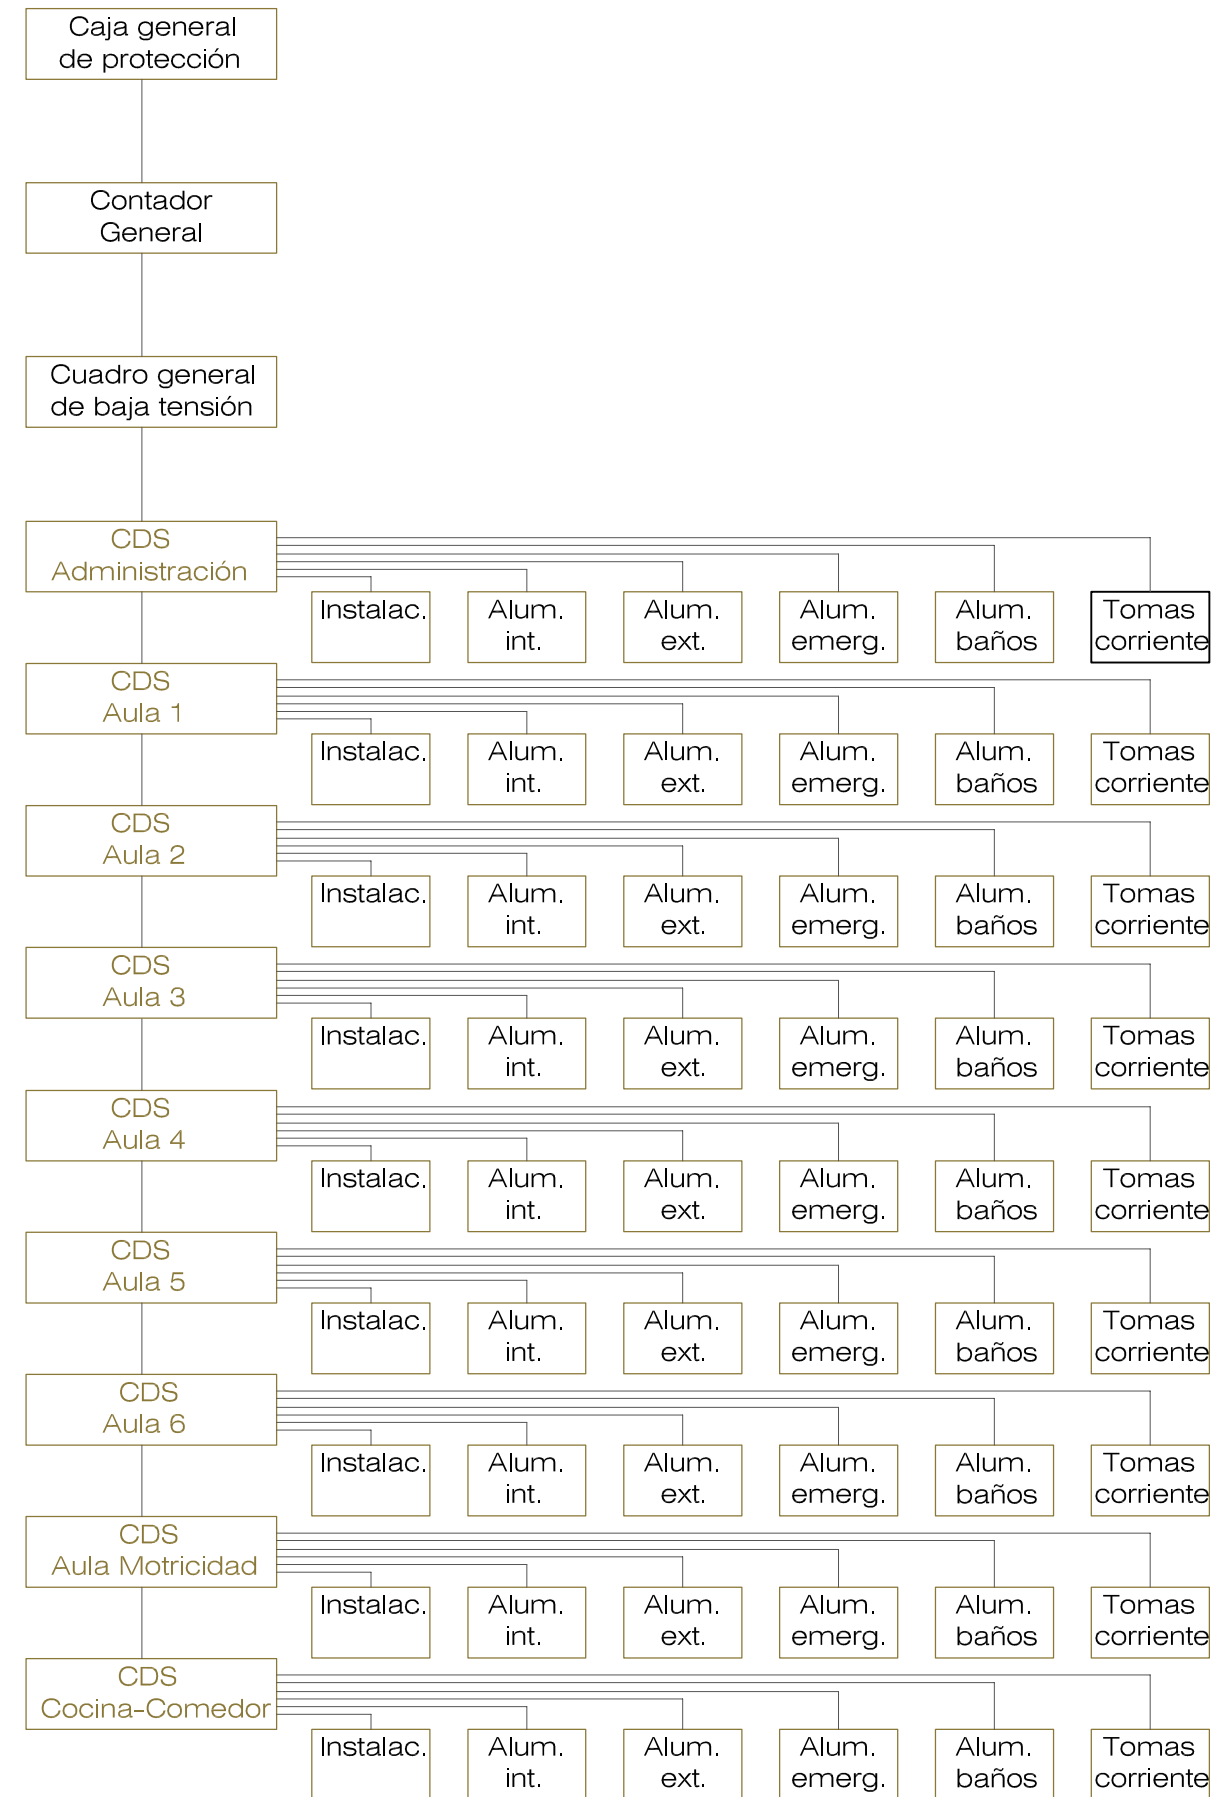 Caja general
de protección
Contador
General
Cuadro general
de baja tensión
CDS
Administración
Instalac.
Alum.
int.
Alum.
ext.
Alum.
emerg.
Alum.
baños
Tomas
corriente
CDS
Aula 1
Instalac.
Alum.
int.
Alum.
ext.
Alum.
emerg.
Alum.
baños
Tomas
corriente
CDS
Aula 2
Instalac.
Alum.
int.
Alum.
ext.
Alum.
emerg.
Alum.
baños
Tomas
corriente
CDS
Aula 3
Instalac.
Alum.
int.
Alum.
ext.
Alum.
emerg.
Alum.
baños
Tomas
corriente
CDS
Aula 4
Instalac.
Alum.
int.
Alum.
ext.
Alum.
emerg.
Alum.
baños
Tomas
corriente
CDS
Aula 5
Instalac.
Alum.
int.
Alum.
ext.
Alum.
emerg.
Alum.
baños
Tomas
corriente
CDS
Aula 6
Instalac.
Alum.
int.
Alum.
ext.
Alum.
emerg.
Alum.
baños
Tomas
corriente
CDS
Aula Motricidad
Instalac.
Alum.
int.
Alum.
ext.
Alum.
emerg.
Alum.
baños
Tomas
corriente
CDS
Cocina-Comedor
Instalac.
Alum.
int.
Alum.
ext.
Alum.
emerg.
Alum.
baños
Tomas
corriente